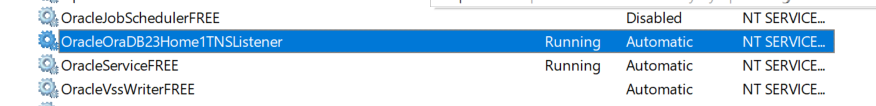 OracleJobSchedulerFREE Disabled NT SERVICE...
OracleOraDB23Home1TNSListener Running Automatic NT SERVICE...
OracleServiceFREE Running Automatic NT SERVICE...
OracleVssWriterFREE Automatic NT SERVICE...